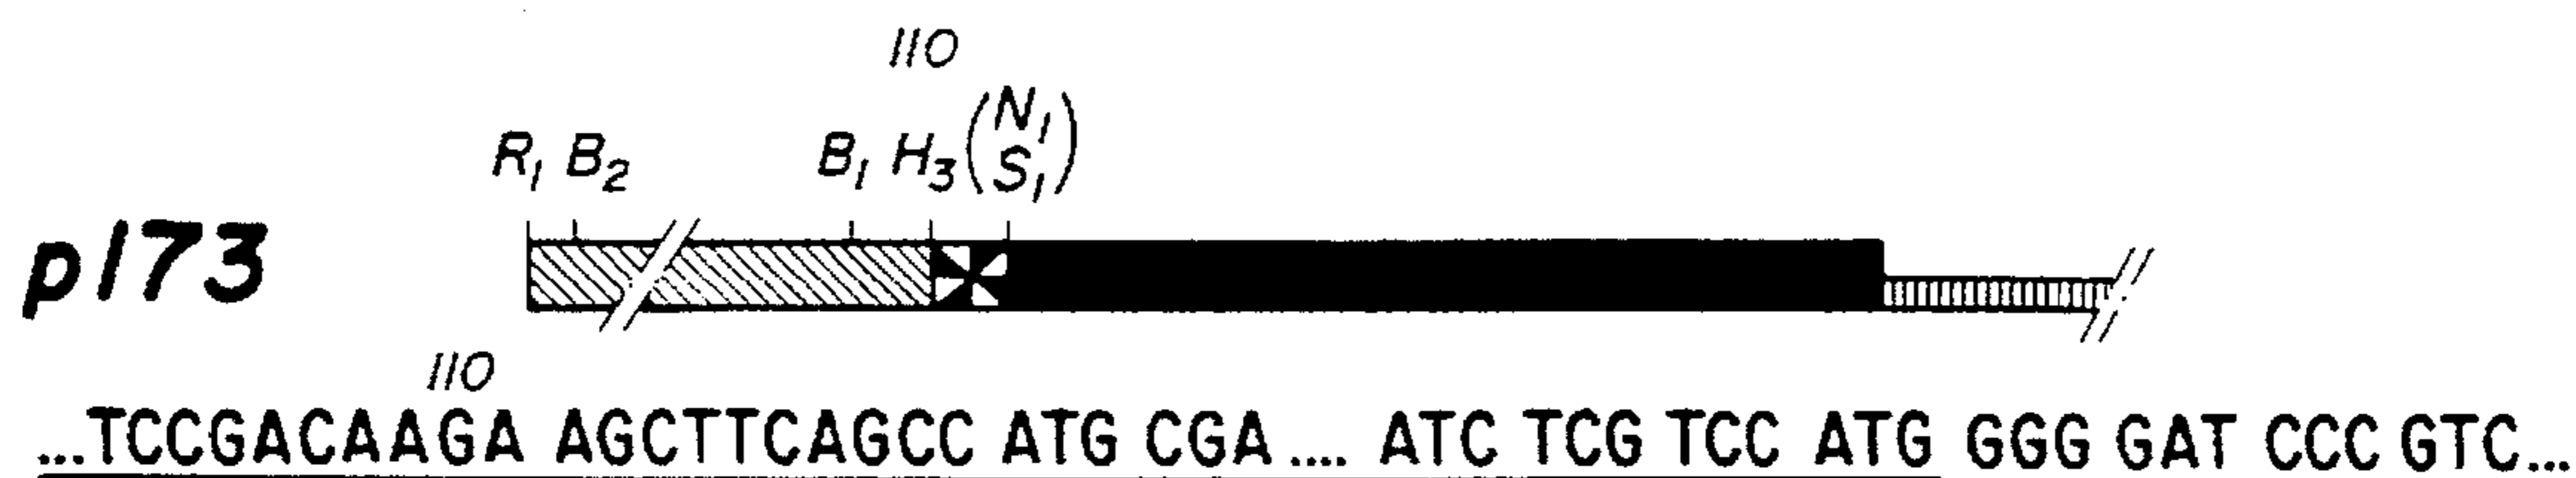 110
R₁ B₂ B₁ H₃ (N₁ S₁)
p173
110
...TCCGACAAGA AGCTTCAGCC ATG CGA .... ATC TCG TCC ATG GGG GAT CCC GTC...